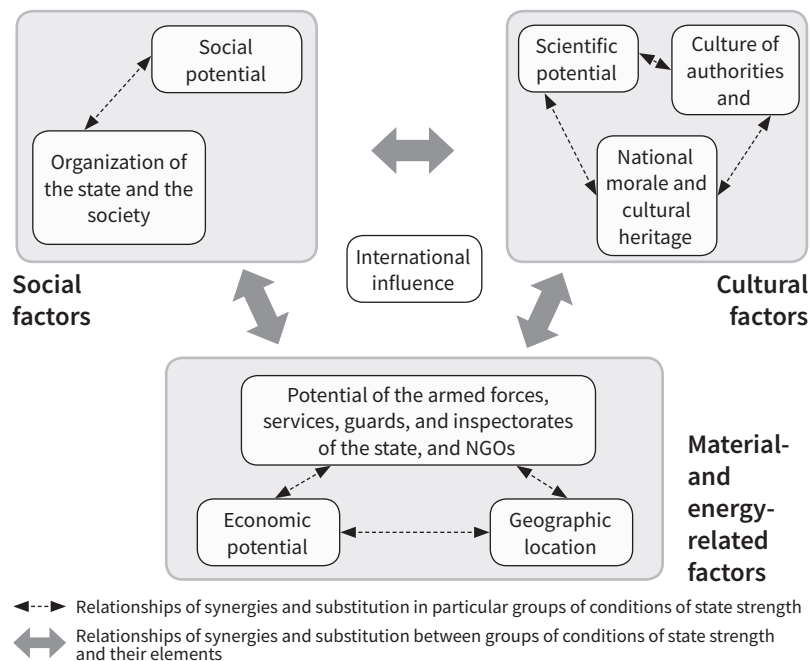 Social
potential
Organization of
the state and the
society
Social
factors
Scientific
potential
Culture of
authorities
and
National
morale and
cultural
heritage
Cultural
factors
International
influence
Potential of the armed forces,
services, guards, and inspectorates
of the state, and NGOs
Economic
potential
Geographic
location
Material-
and
energy-
related
factors
Relationships of synergies and substitution in particular groups of conditions of state strength
Relationships of synergies and substitution between groups of conditions of state strength
and their elements